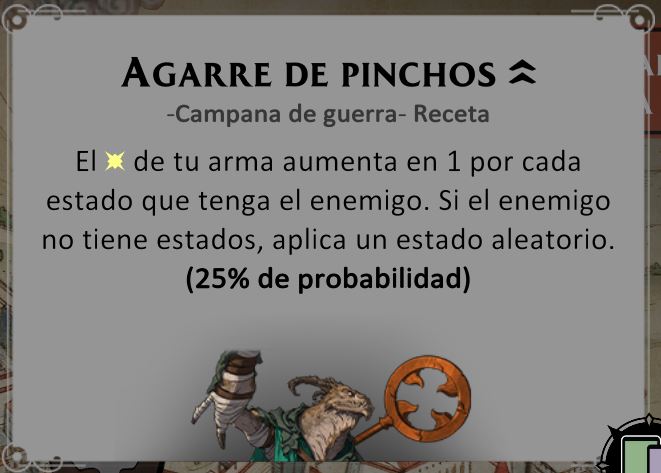 AGARRE DE PINCHOS
-Campana de guerra- Receta
El de tu arma aumenta en 1 por cada
estado que tenga el enemigo. Si el enemigo
no tiene estados, aplica un estado aleatorio.
(25% de probabilidad)